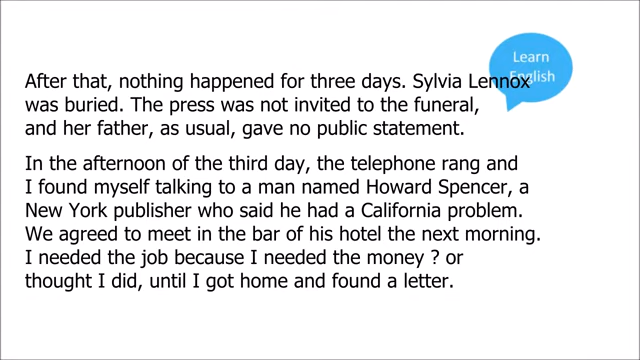 Learn
English
After that, nothing happened for three days. Sylvia Lennox
was buried. The press was not invited to the funeral,
and her father, as usual, gave no public statement.
In the afternoon of the third day, the telephone rang and
I found myself talking to a man named Howard Spencer, a
New York publisher who said he had a California problem.
We agreed to meet in the bar of his hotel the next morning.
I needed the job because I needed the money ? or
thought I did, until I got home and found a letter.